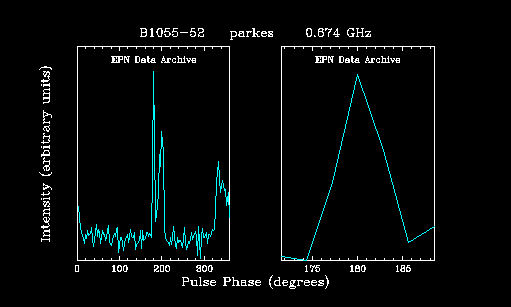 B1055-52 parkes 0.674 GHz
EPN Data Archive
EPN Data Archive
Intensity (arbitrary units)
0 100 200 300
175 180 185
Pulse Phase (degrees)